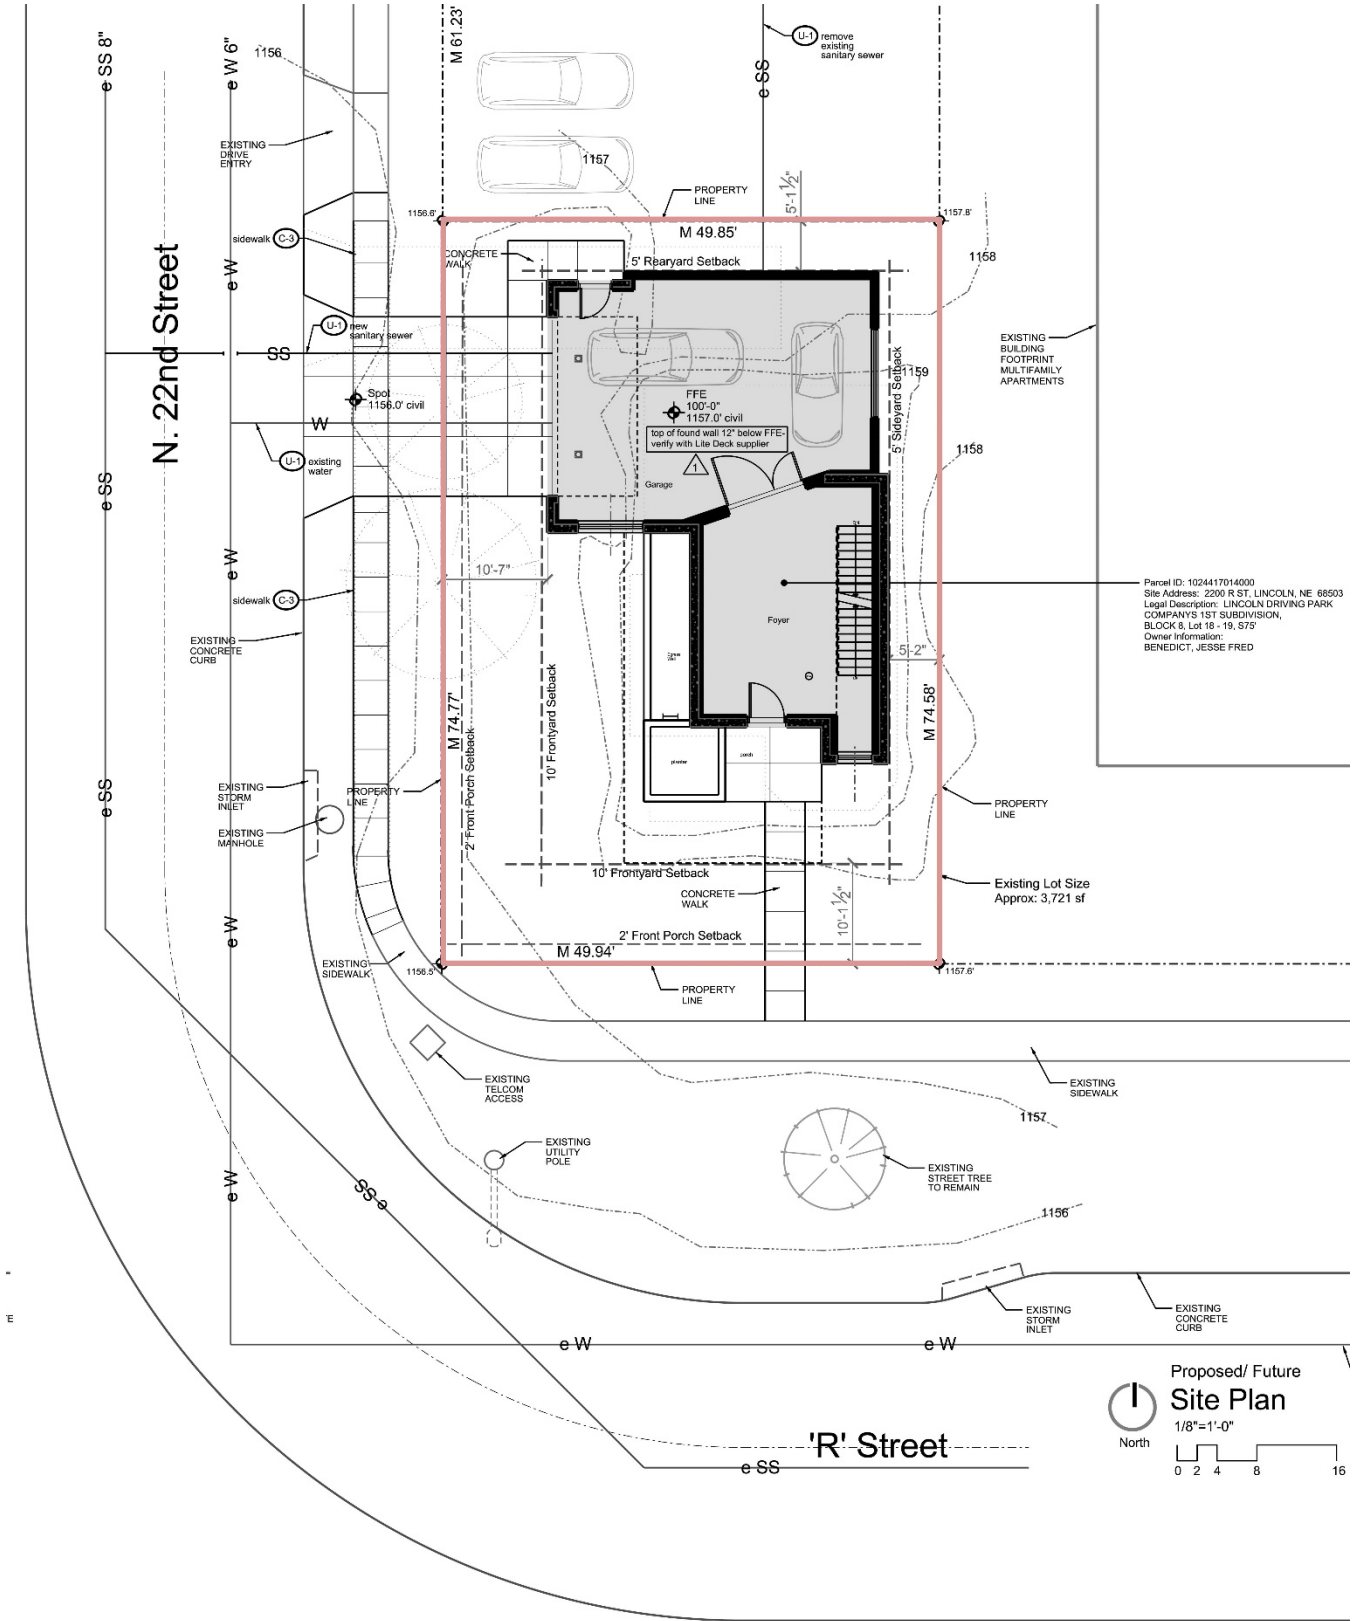 e SS 8"
e W 6"
1156
M 61.23'
U-1 remove
existing
sanitary sewer
e SS
EXISTING
DRIVE
ENTRY
1157
PROPERTY
LINE
5'-1 1/2"
1156.6'
1157.8'
M 49.85'
sidewalk C-3
CONCRETE
WALK
5' Rearyard Setback
1158
e W
N. 22nd Street
U-1 new
sanitary sewer
SS
EXISTING
BUILDING
FOOTPRINT
MULTIFAMILY
APARTMENTS
5' Sideyard Setback
1159
Spot
1156.0' civil
FFE
100'-0"
1157.0' civil
W
top of found wall 12" below FFE-
verify with Lite Deck supplier
1
U-1 existing
water
1158
Garage
e SS
e W
10'-7"
Parcel ID: 1024417014000
Site Address: 2200 R ST, LINCOLN, NE 68503
Legal Description: LINCOLN DRIVING PARK
COMPANYS 1ST SUBDIVISION,
BLOCK 8, Lot 18 - 19, S75'
Owner Information:
BENEDICT, JESSE FRED
sidewalk C-3
Foyer
EXISTING
CONCRETE
CURB
5'-2"
M 74.77'
2' Front Porch Setback
10' Frontyard Setback
M 74.58'
planter
porch
e SS
EXISTING
STORM
INLET
PROPERTY
LINE
EXISTING
MANHOLE
PROPERTY
LINE
10' Frontyard Setback
CONCRETE
WALK
10'-1 1/2"
Existing Lot Size
Approx: 3,721 sf
e W
2' Front Porch Setback
M 49.94'
EXISTING
SIDEWALK
1156.5'
1157.6'
PROPERTY
LINE
EXISTING
TELCOM
ACCESS
EXISTING
SIDEWALK
1157
EXISTING
UTILITY
POLE
EXISTING
STREET TREE
TO REMAIN
e W
SS e
1156
EXISTING
STORM
INLET
EXISTING
CONCRETE
CURB
e W
e W
Proposed/ Future
Site Plan
1/8"=1'-0"
North
0 2 4 8 16
'R' Street
e SS